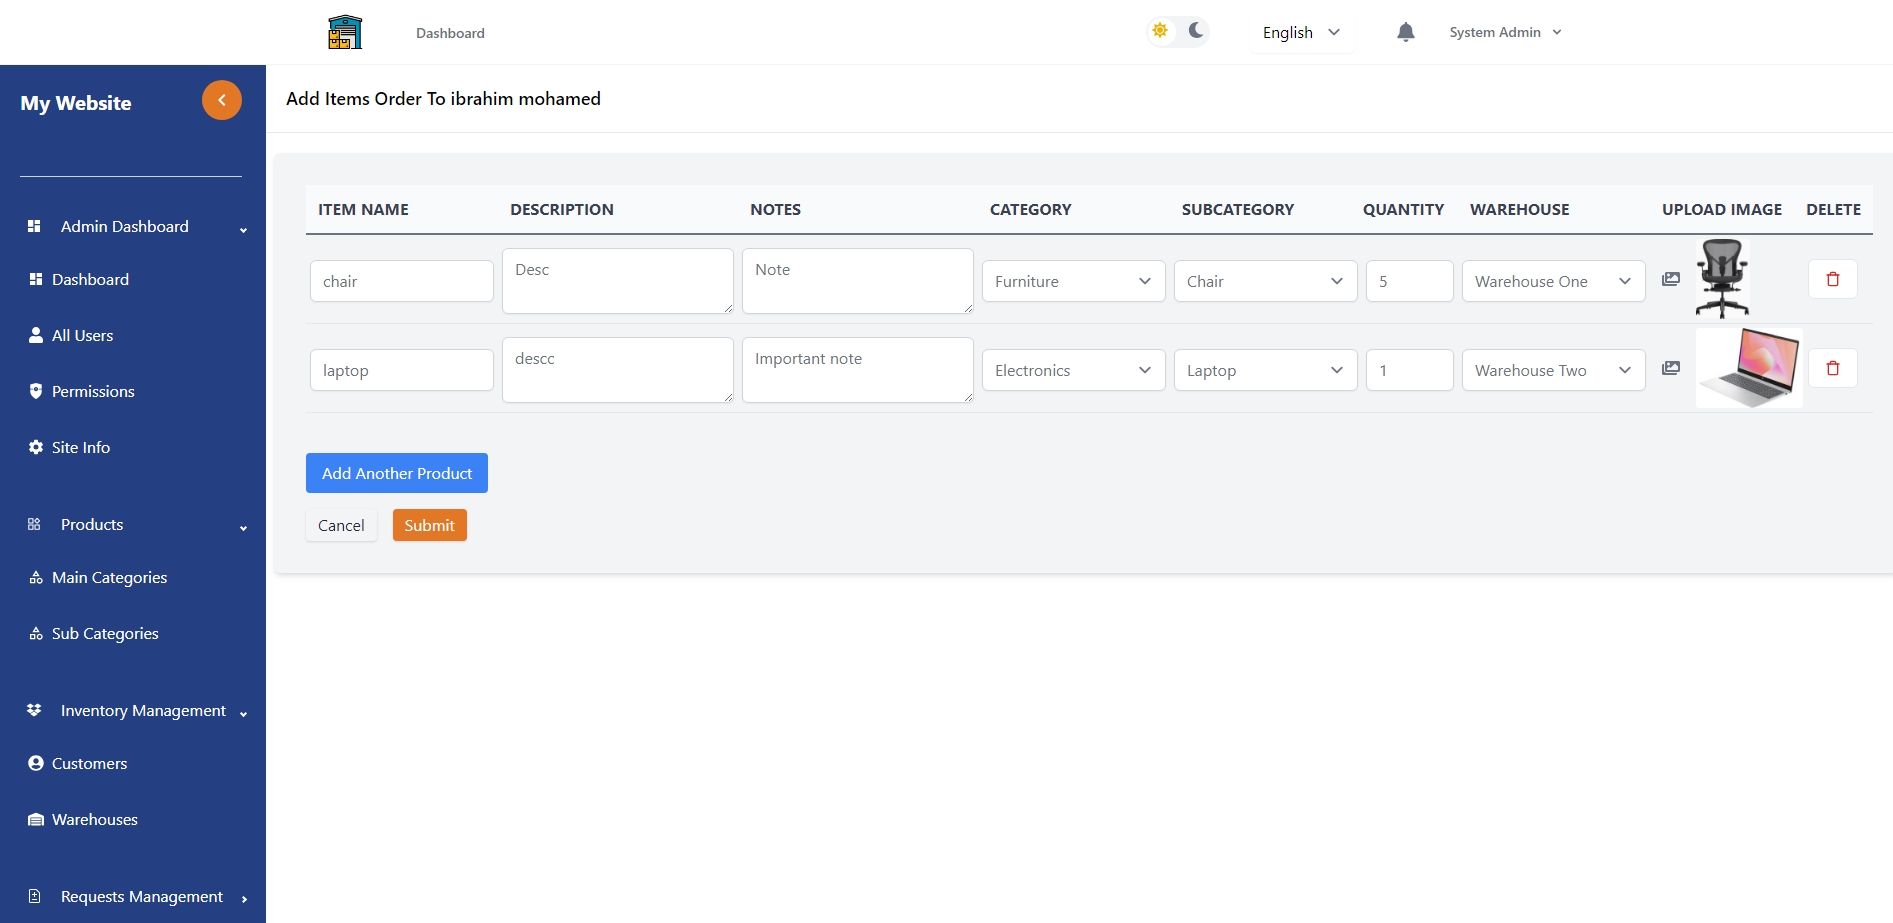 Dashboard
English
System Admin
My Website
Add Items Order To ibrahim mohamed
Admin Dashboard
Dashboard
All Users
Permissions
Site Info
Products
Main Categories
Sub Categories
Inventory Management
Customers
Warehouses
Requests Management
ITEM NAME DESCRIPTION NOTES CATEGORY SUBCATEGORY QUANTITY WAREHOUSE UPLOAD IMAGE DELETE
chair Desc Note Furniture Chair 5 Warehouse One
laptop descc Important note Electronics Laptop 1 Warehouse Two
Add Another Product
Cancel Submit